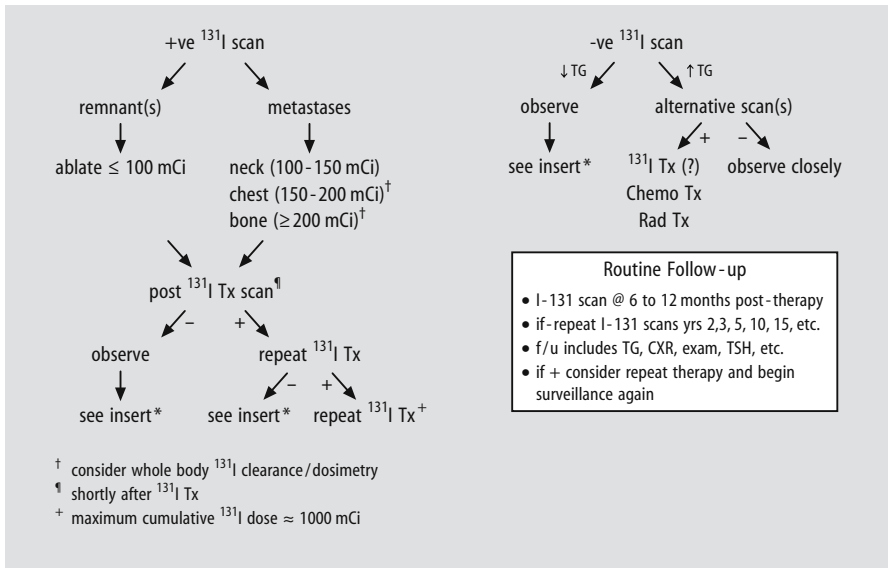 +ve ¹³¹I scan
remnant(s) metastases
ablate ≤ 100 mCi
neck (100-150 mCi)
chest (150-200 mCi)†
bone (≥200 mCi)†
post ¹³¹I Tx scan¶
– +
observe repeat ¹³¹I Tx
– +
see insert* see insert* repeat ¹³¹I Tx⁺
† consider whole body ¹³¹I clearance/dosimetry
¶ shortly after ¹³¹I Tx
+ maximum cumulative ¹³¹I dose ≈ 1000 mCi
-ve ¹³¹I scan
↓TG ↑TG
observe alternative scan(s)
+ –
see insert* ¹³¹I Tx (?) observe closely
Chemo Tx
Rad Tx
Routine Follow-up
• I-131 scan @ 6 to 12 months post-therapy
• if-repeat I-131 scans yrs 2,3, 5, 10, 15, etc.
• f/u includes TG, CXR, exam, TSH, etc.
• if + consider repeat therapy and begin
surveillance again